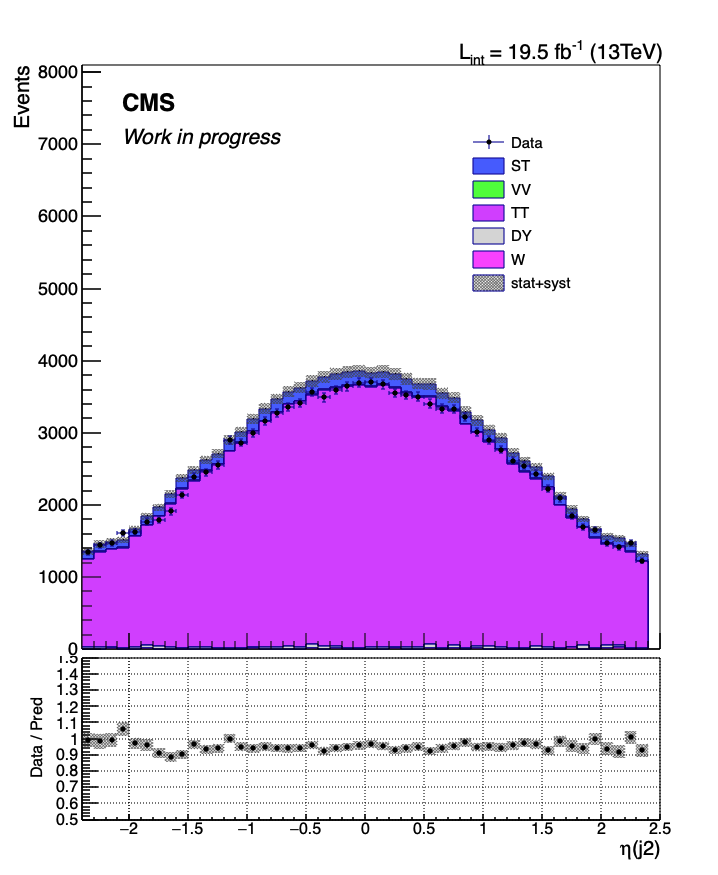 L_int = 19.5 fb⁻¹ (13TeV)
Events
8000
7000
6000
5000
4000
3000
2000
1000
0
CMS
Work in progress
Data
ST
VV
TT
DY
W
stat+syst
Data / Pred
1.5
1.4
1.3
1.2
1.1
1
0.9
0.8
0.7
0.6
0.5
−2
−1.5
−1
−0.5
0
0.5
1
1.5
2
2.5
η(j2)